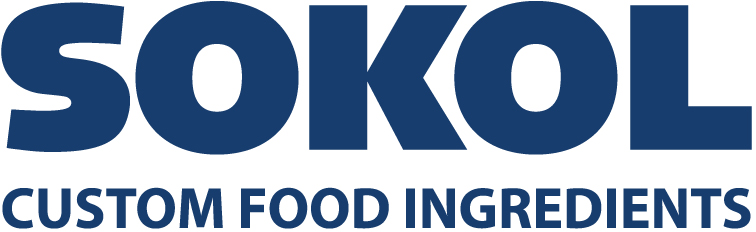 SOKOL
CUSTOM FOOD INGREDIENTS